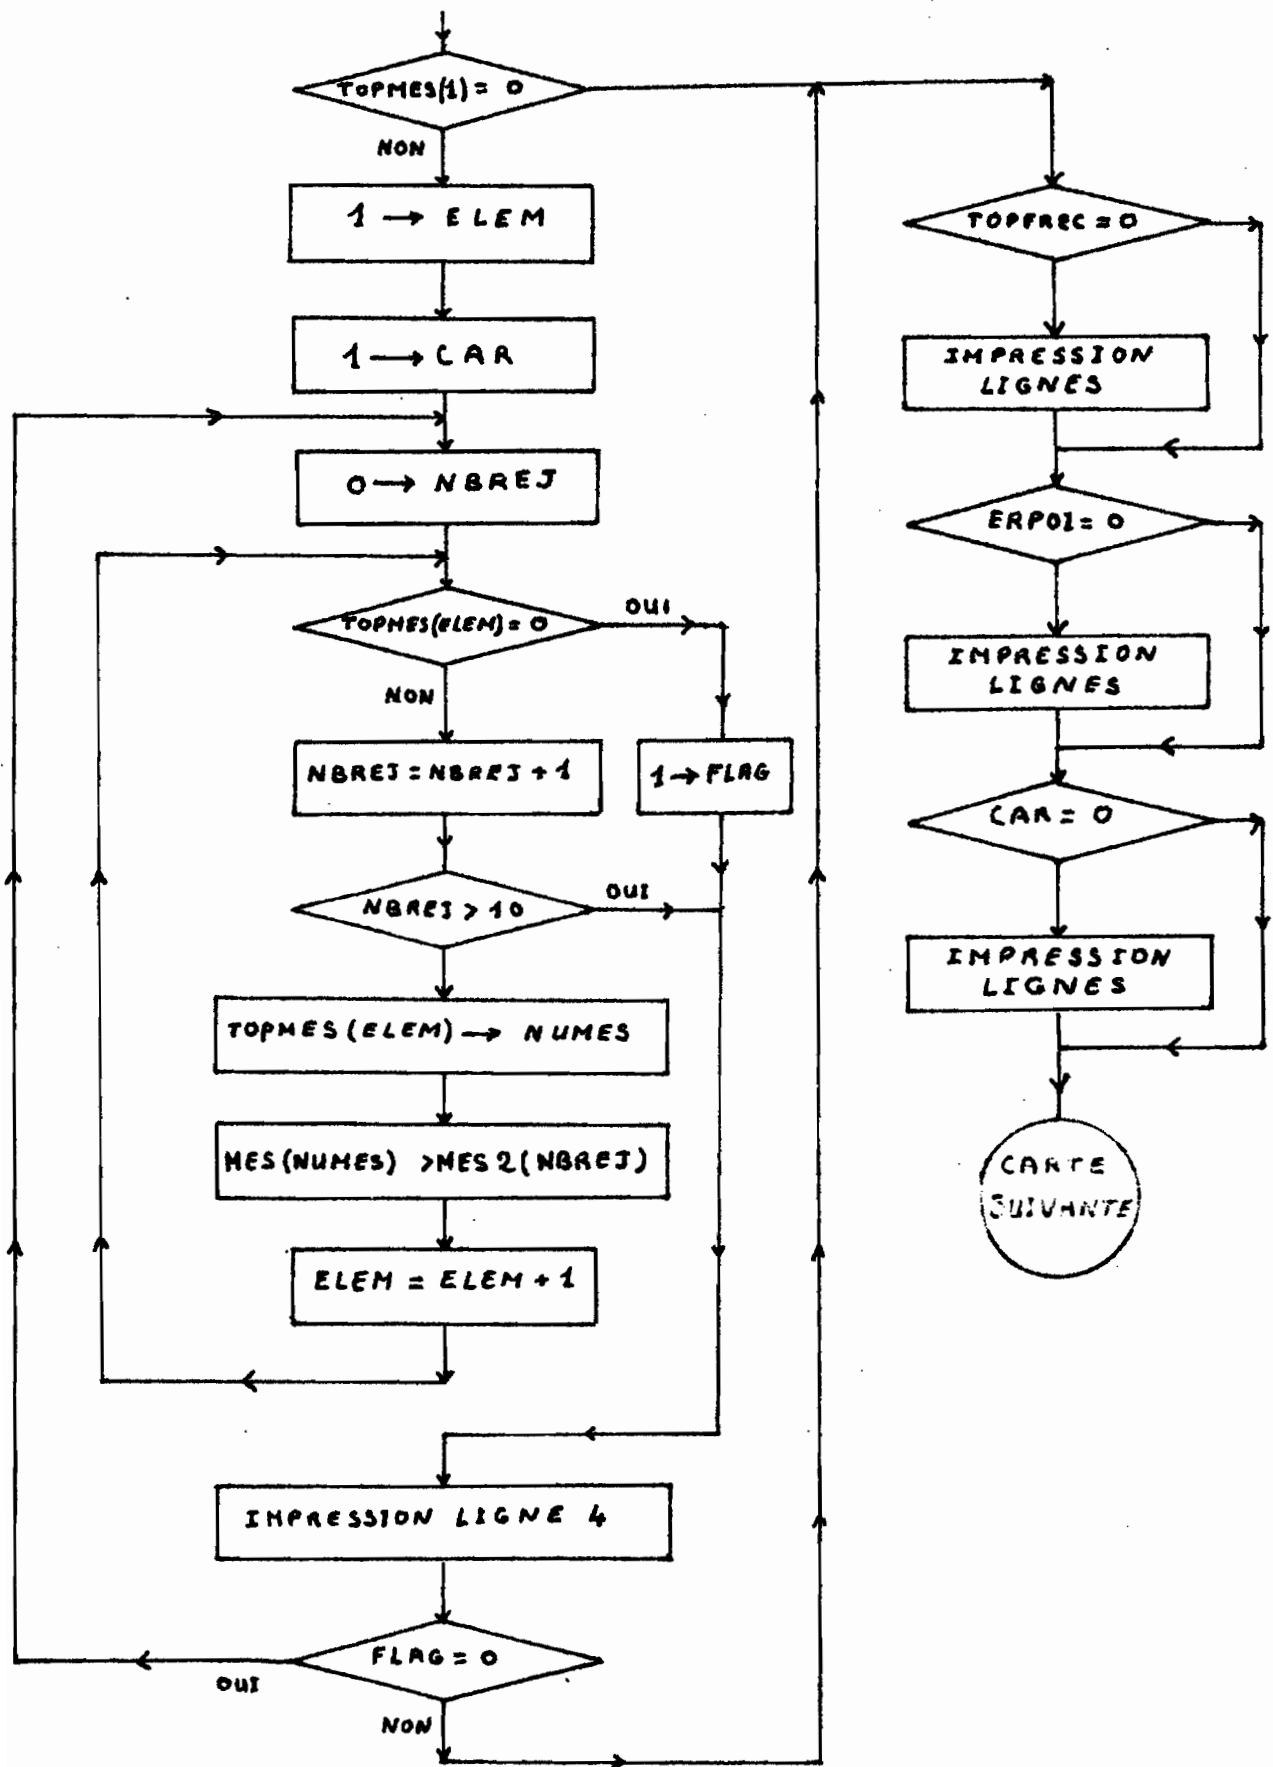 TOPMES(1) = 0
NON
1 → ELEM
1 → CAR
0 → NBREJ
TOPMES(ELEM) = 0
OUI
NON
NBREJ = NBREJ + 1
1 → FLAG
NBREJ > 10
OUI
TOPMES (ELEM) → NUMES
MES (NUMES) >MES 2 (NBREJ)
ELEM = ELEM + 1
IMPRESSION LIGNE 4
FLAG = 0
OUI
NON
TOPFREC = 0
IMPRESSION
LIGNES
ERPOI = 0
IMPRESSION
LIGNES
CAR = 0
IMPRESSION
LIGNES
CARTE
SUIVANTE